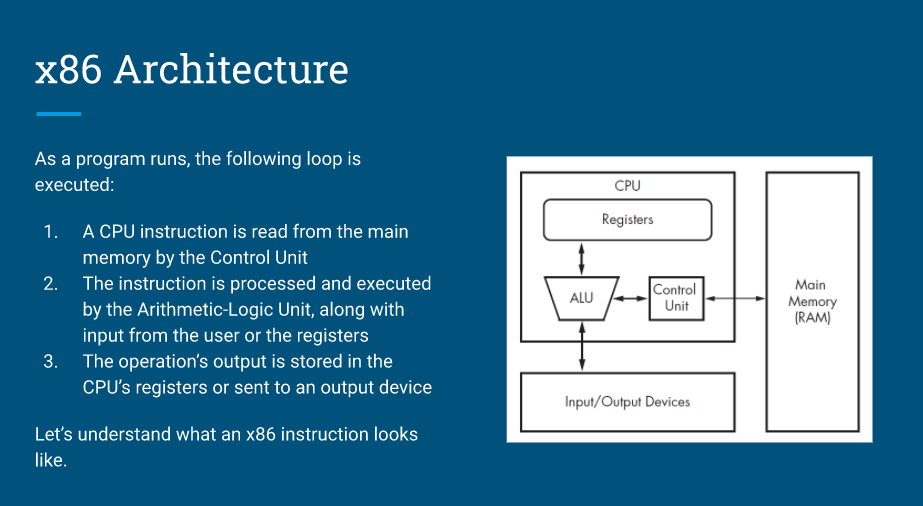 x86 Architecture
As a program runs, the following loop is
executed:
1. A CPU instruction is read from the main
memory by the Control Unit
2. The instruction is processed and executed
by the Arithmetic-Logic Unit, along with
input from the user or the registers
3. The operation’s output is stored in the
CPU’s registers or sent to an output device
Let’s understand what an x86 instruction looks
like.
CPU
Registers
ALU
Control
Unit
Main
Memory
(RAM)
Input/Output Devices